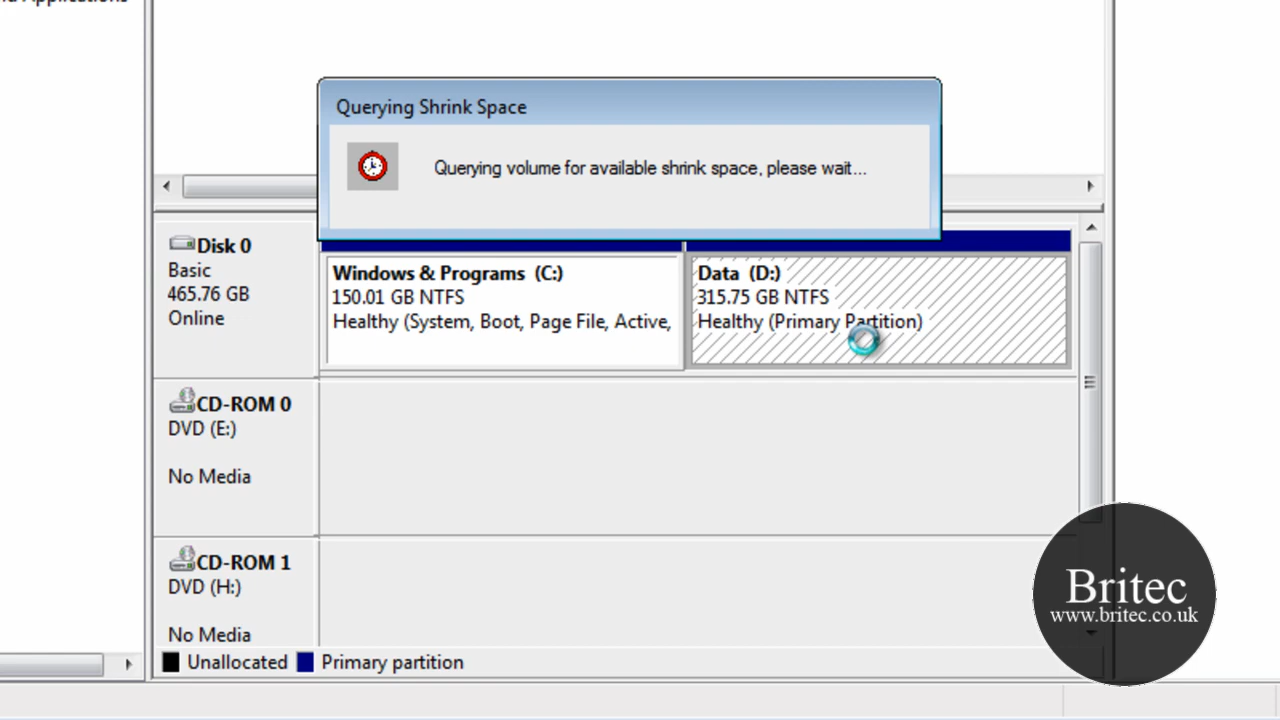 Querying Shrink Space
Querying volume for available shrink space, please wait...
Disk 0
Basic
465.76 GB
Online
Windows & Programs (C:)
150.01 GB NTFS
Healthy (System, Boot, Page File, Active,
Data (D:)
315.75 GB NTFS
Healthy (Primary Partition)
CD-ROM 0
DVD (E:)
No Media
CD-ROM 1
DVD (H:)
No Media
Unallocated Primary partition
Britec
www.britec.co.uk